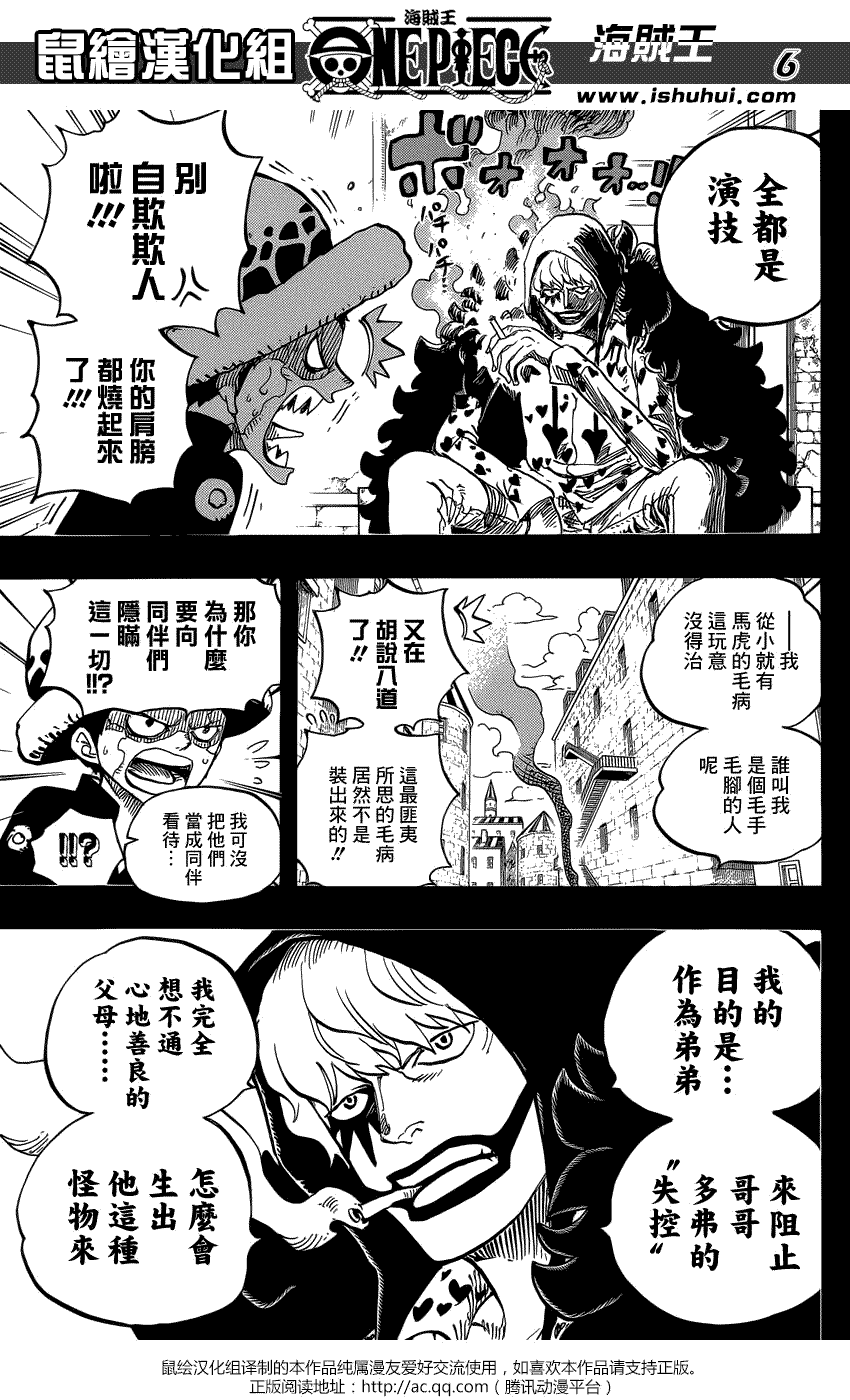 鼠繪漢化組
海賊王
ONE PIECE
海賊王
6
www.ishuhui.com
全都是
演技
ボオオオ…!!
パチ
パチ
別
自欺欺人
啦!!!
你的肩膀
都燒起來
了!!!
——我
從小就有
馬虎的毛病
這玩意
沒得治
誰叫我
是個毛手
毛腳的人
呢
又在
胡說八道
了!!
這最匪夷
所思的毛病
居然不是
裝出來的!!
那你
為什麼
要向
同伴們
隱瞞
這一切!!?
我可沒
把他們
當成同伴
看待…
!!?
我的
目的是…
作為弟弟
來阻止
哥哥
多弗的
〝失控〞
我完全
想不通
心地善良的
父母……
怎麼會
生出
他這種
怪物來
鼠绘汉化组译制的本作品纯属漫友爱好交流使用，如喜欢本作品请支持正版。
正版阅读地址：http://ac.qq.com（腾讯动漫平台）